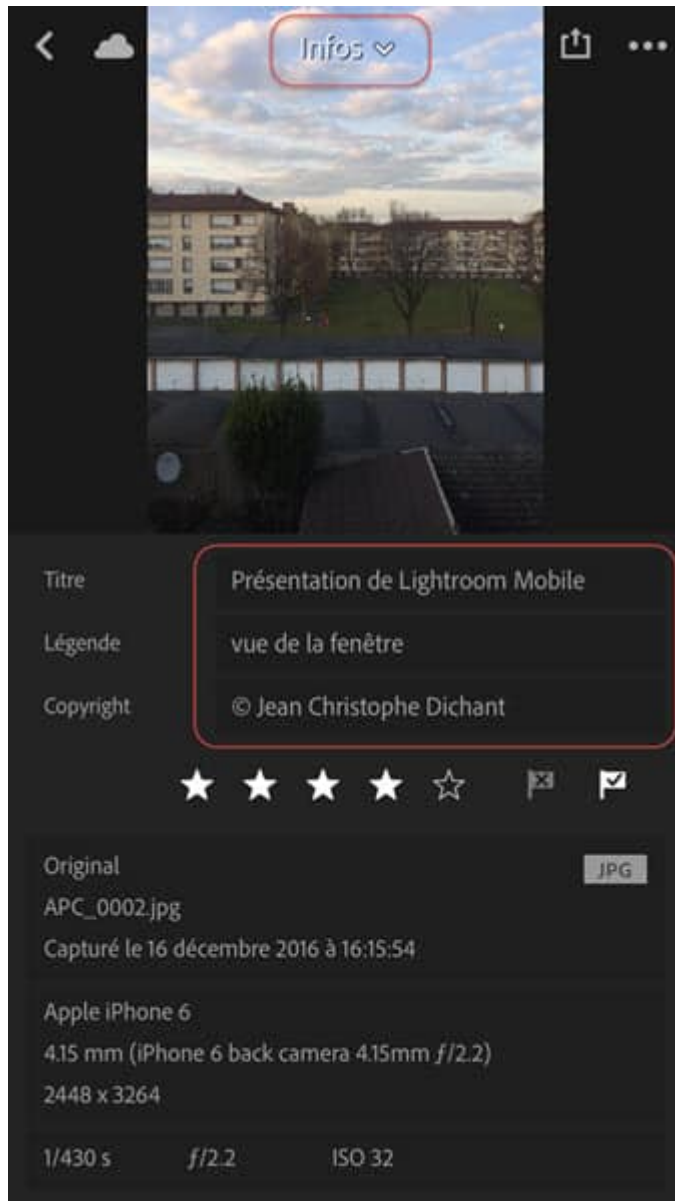 Infos
Titre Présentation de Lightroom Mobile
Légende vue de la fenêtre
Copyright © Jean Christophe Dichant
Original JPG
APC_0002.jpg
Capturé le 16 décembre 2016 à 16:15:54
Apple iPhone 6
4.15 mm (iPhone 6 back camera 4.15mm ƒ/2.2)
2448 x 3264
1/430 s ƒ/2.2 ISO 32